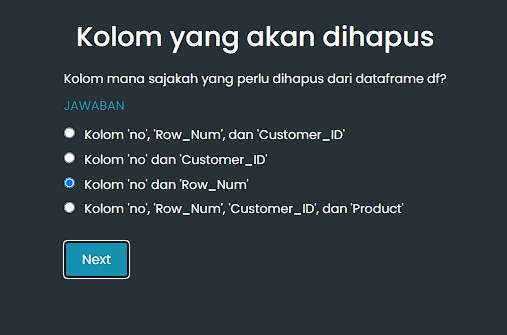 Kolom yang akan dihapus
Kolom mana sajakah yang perlu dihapus dari dataframe df?
JAWABAN
Kolom 'no', 'Row_Num', dan 'Customer_ID'
Kolom 'no' dan 'Customer_ID'
Kolom 'no' dan 'Row_Num'
Kolom 'no', 'Row_Num', 'Customer_ID', dan 'Product'
Next